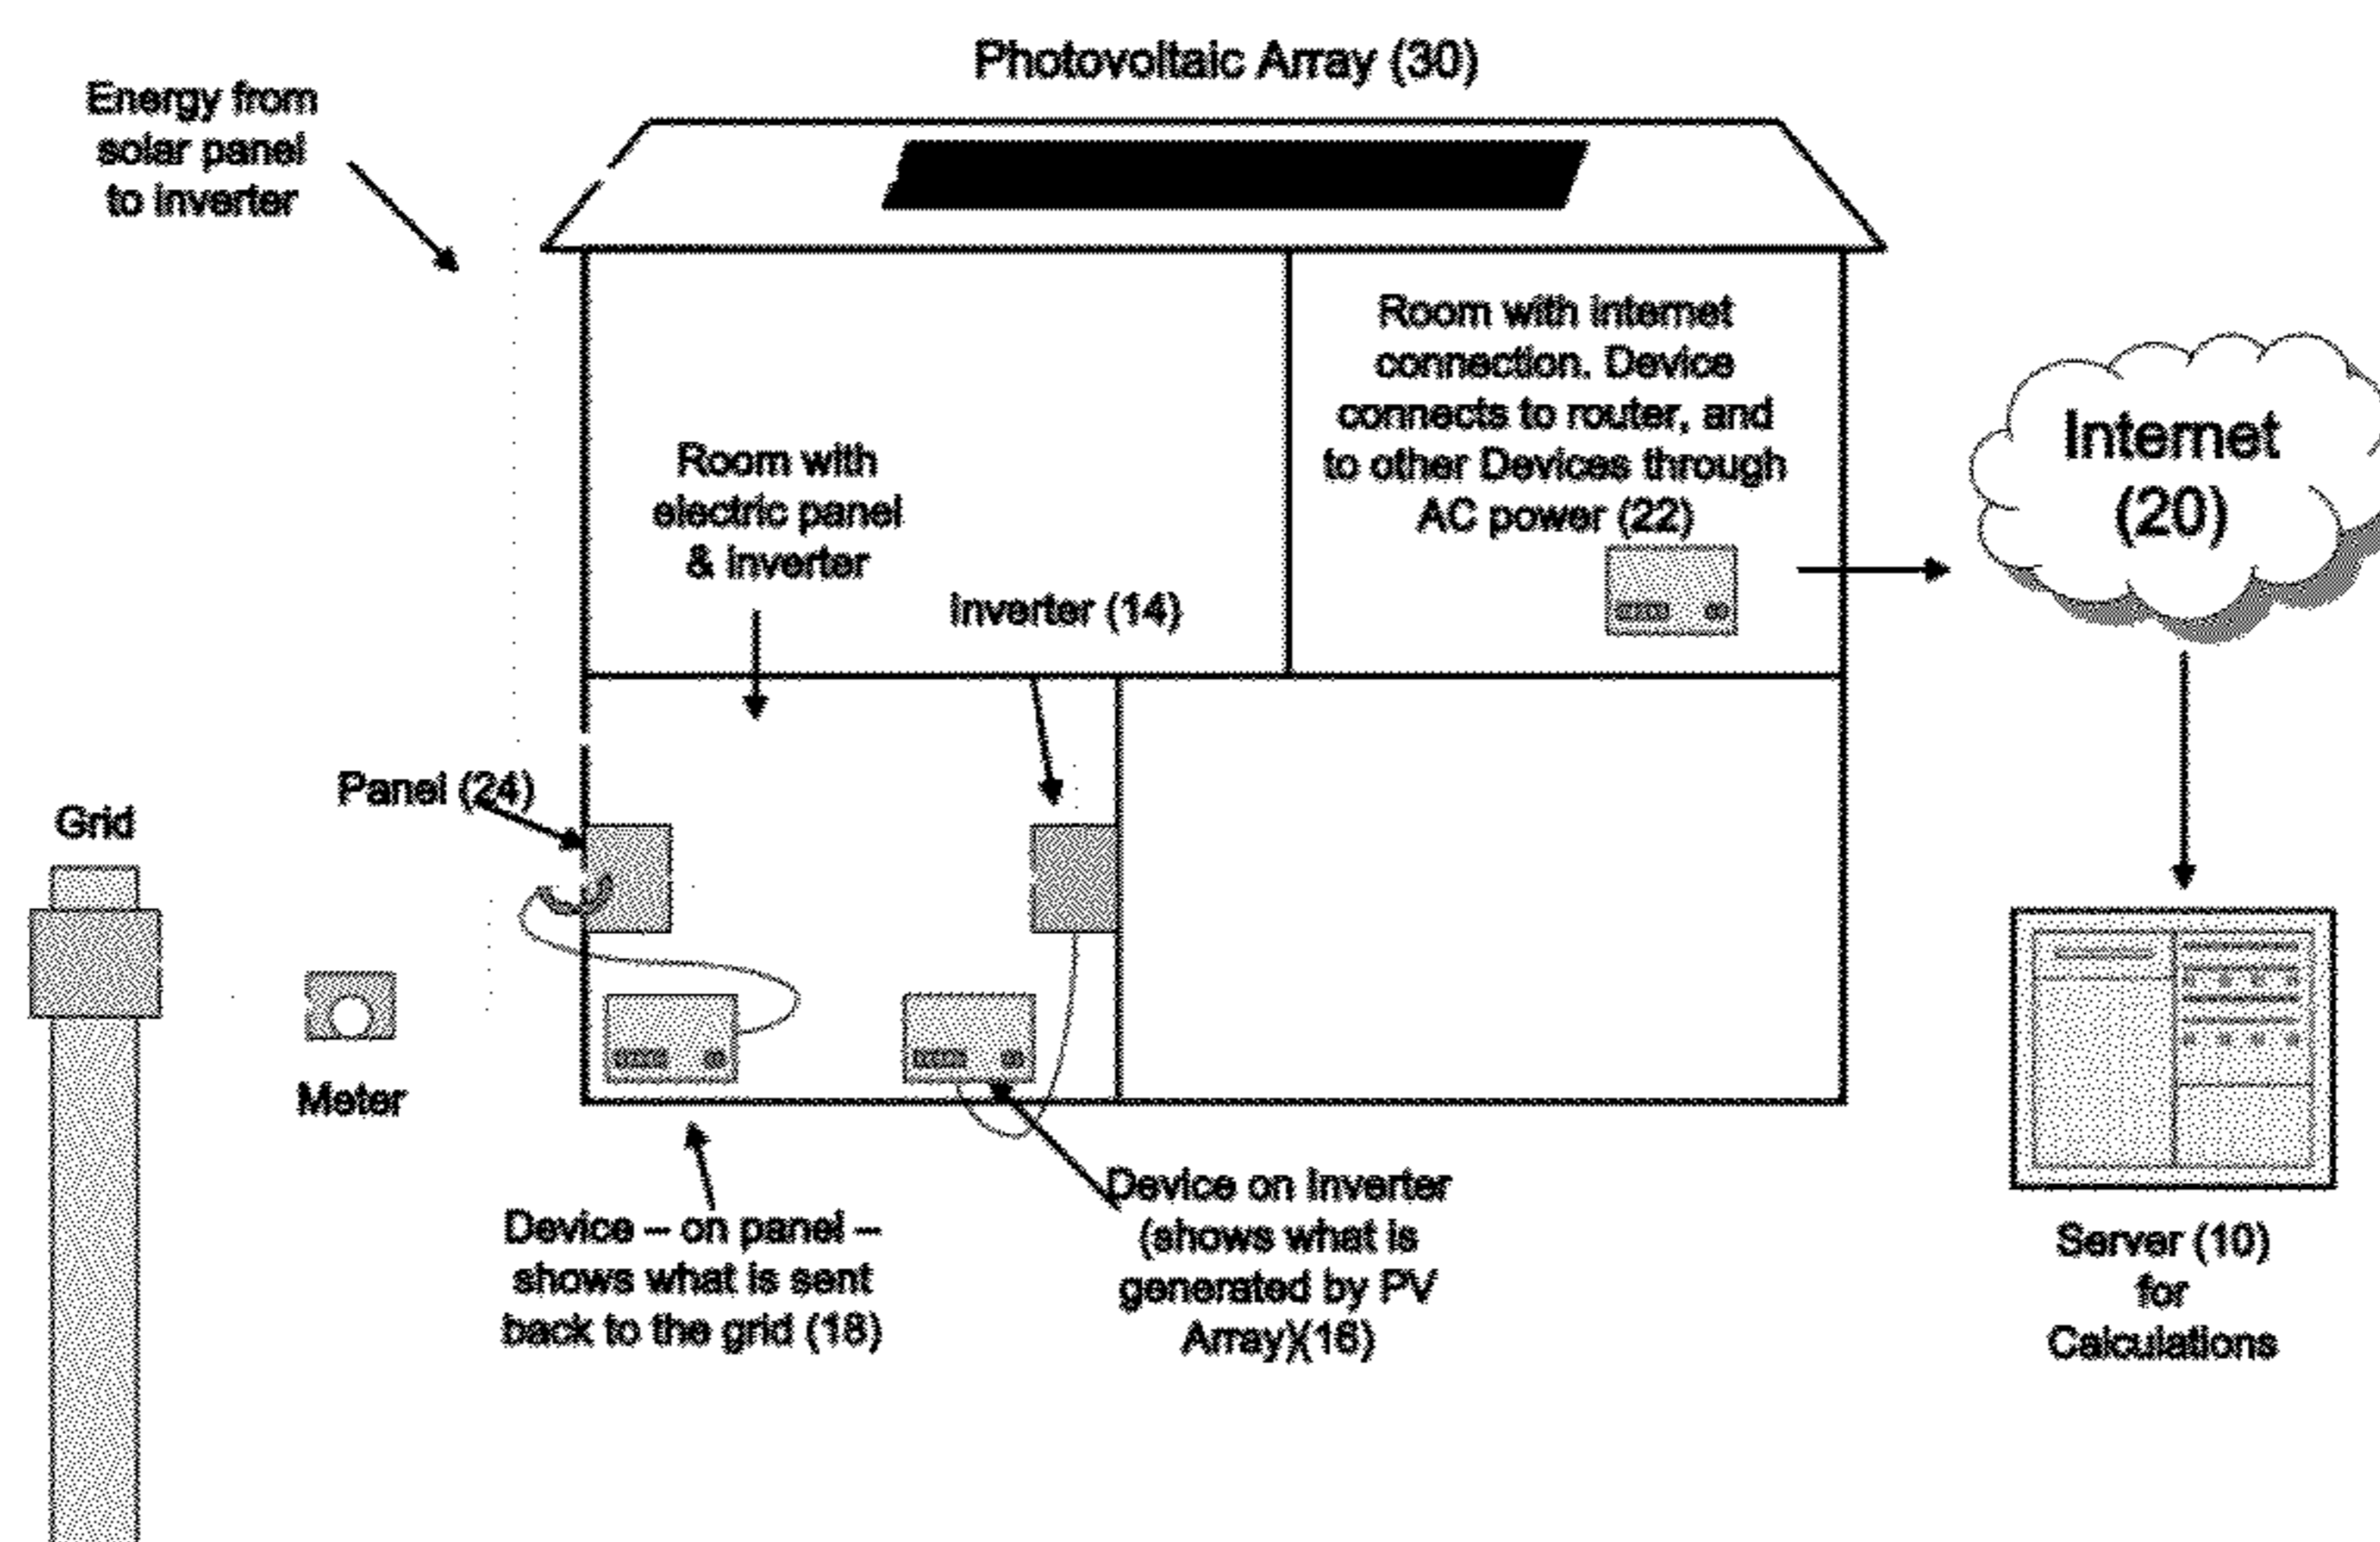 Photovoltaic Array (30)
Energy from
solar panel
to inverter
Room with internet
connection. Device
connects to router, and
to other Devices through
AC power (22)
Internet
(20)
Room with
electric panel
& inverter
Inverter (14)
Panel (24)
Grid
Meter
Device – on panel –
shows what is sent
back to the grid (18)
Device on Inverter
(shows what is
generated by PV
Array)(16)
Server (10)
for
Calculations